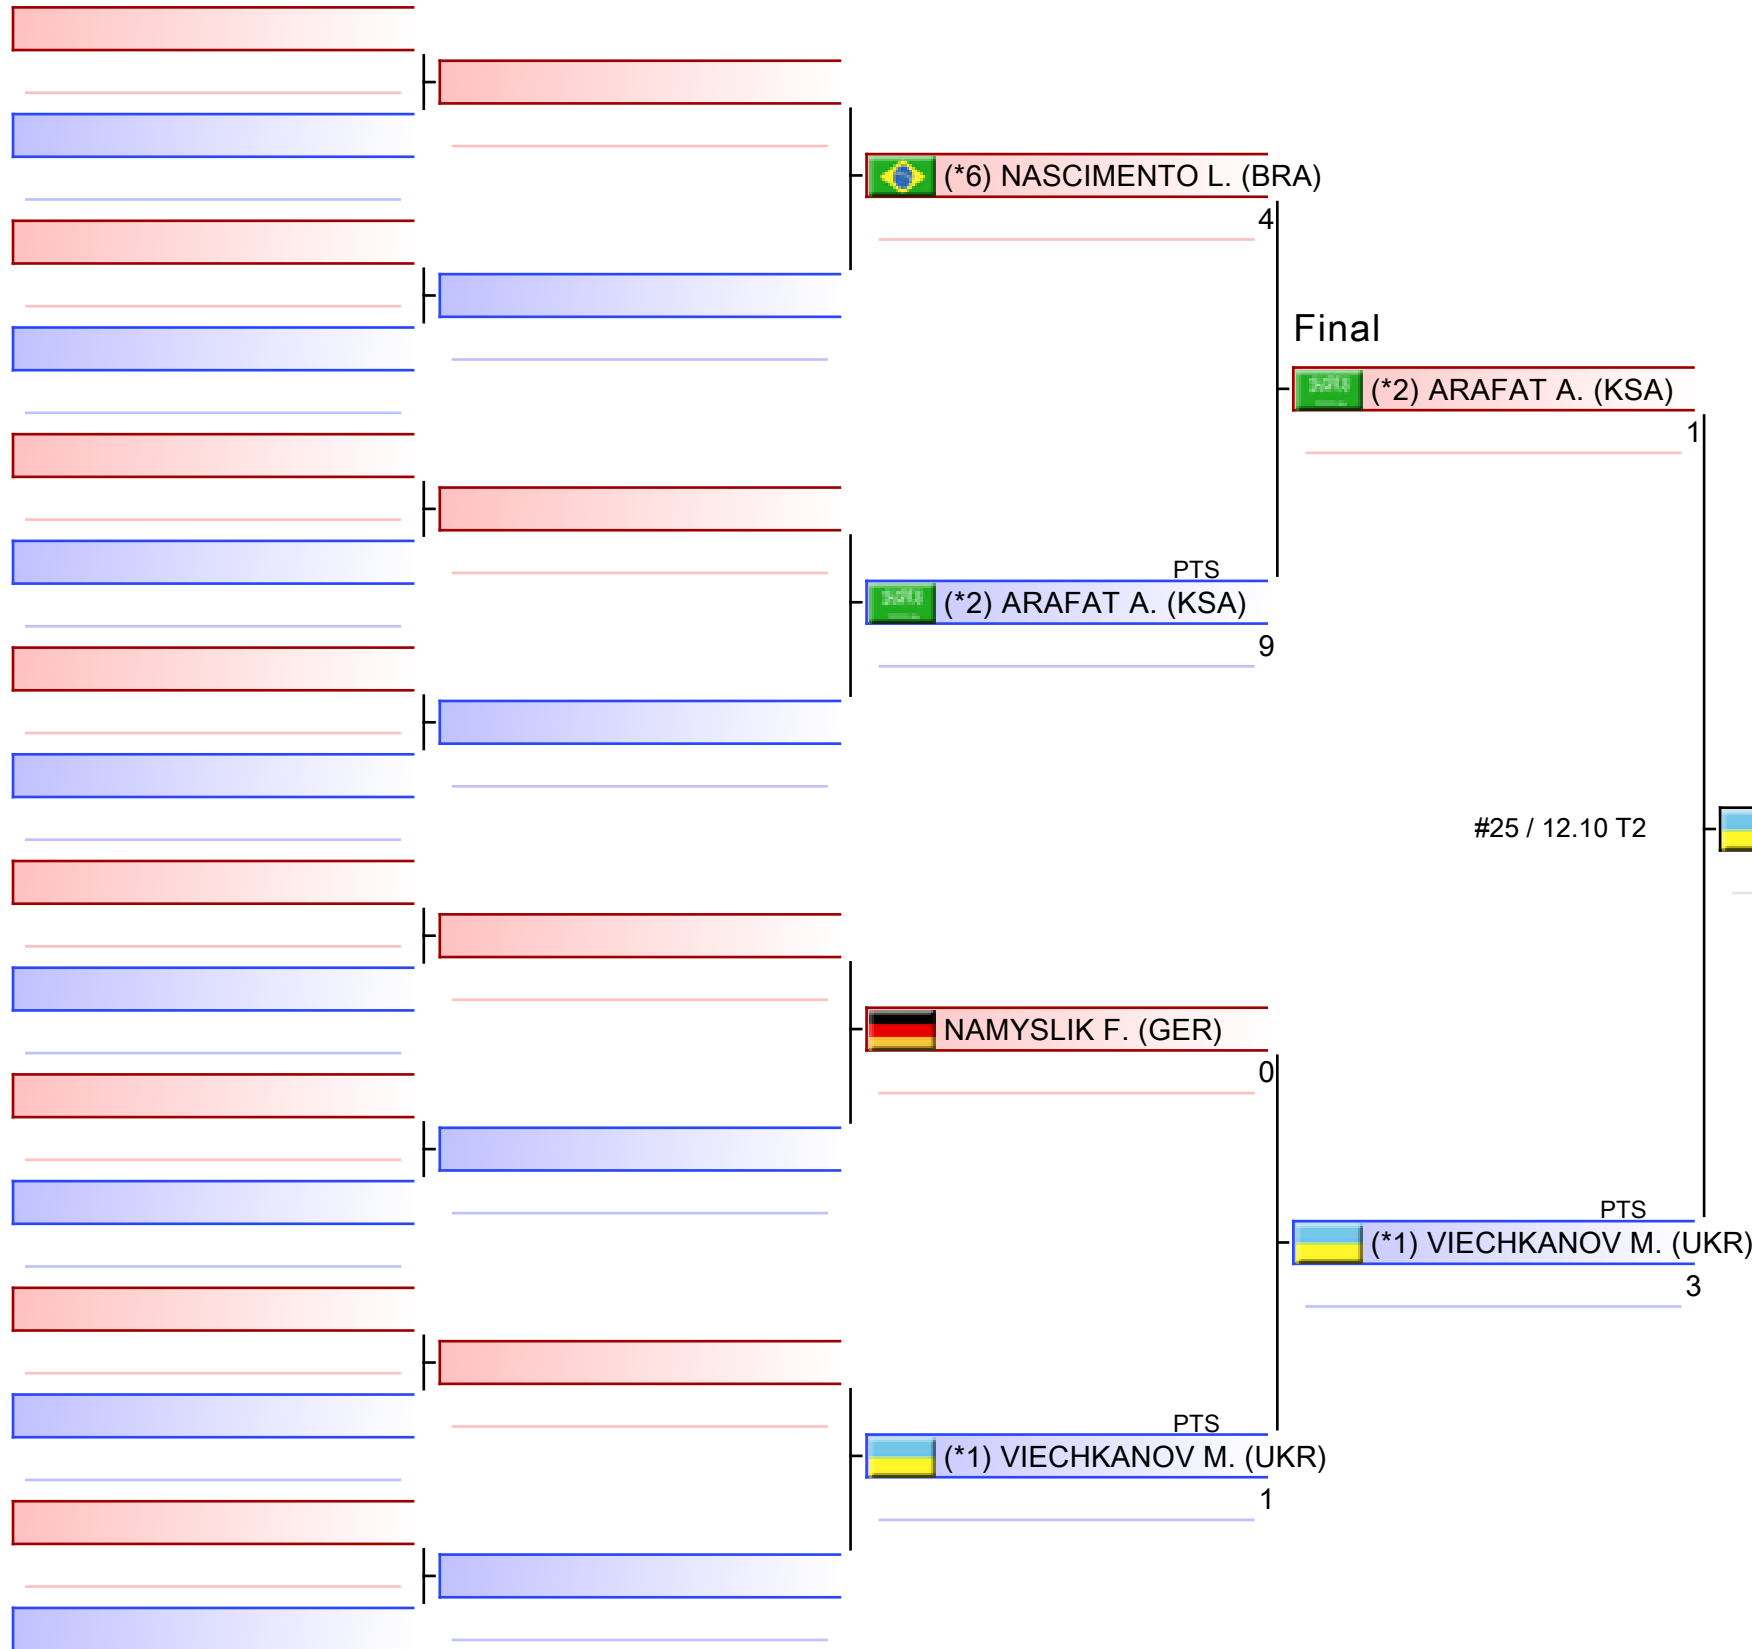 (*6) NASCIMENTO L. (BRA)
4
Final
(*2) ARAFAT A. (KSA)
1
PTS
(*2) ARAFAT A. (KSA)
9
#25 / 12.10 T2
NAMYSLIK F. (GER)
0
PTS
(*1) VIECHKANOV M. (UKR)
3
PTS
(*1) VIECHKANOV M. (UKR)
1